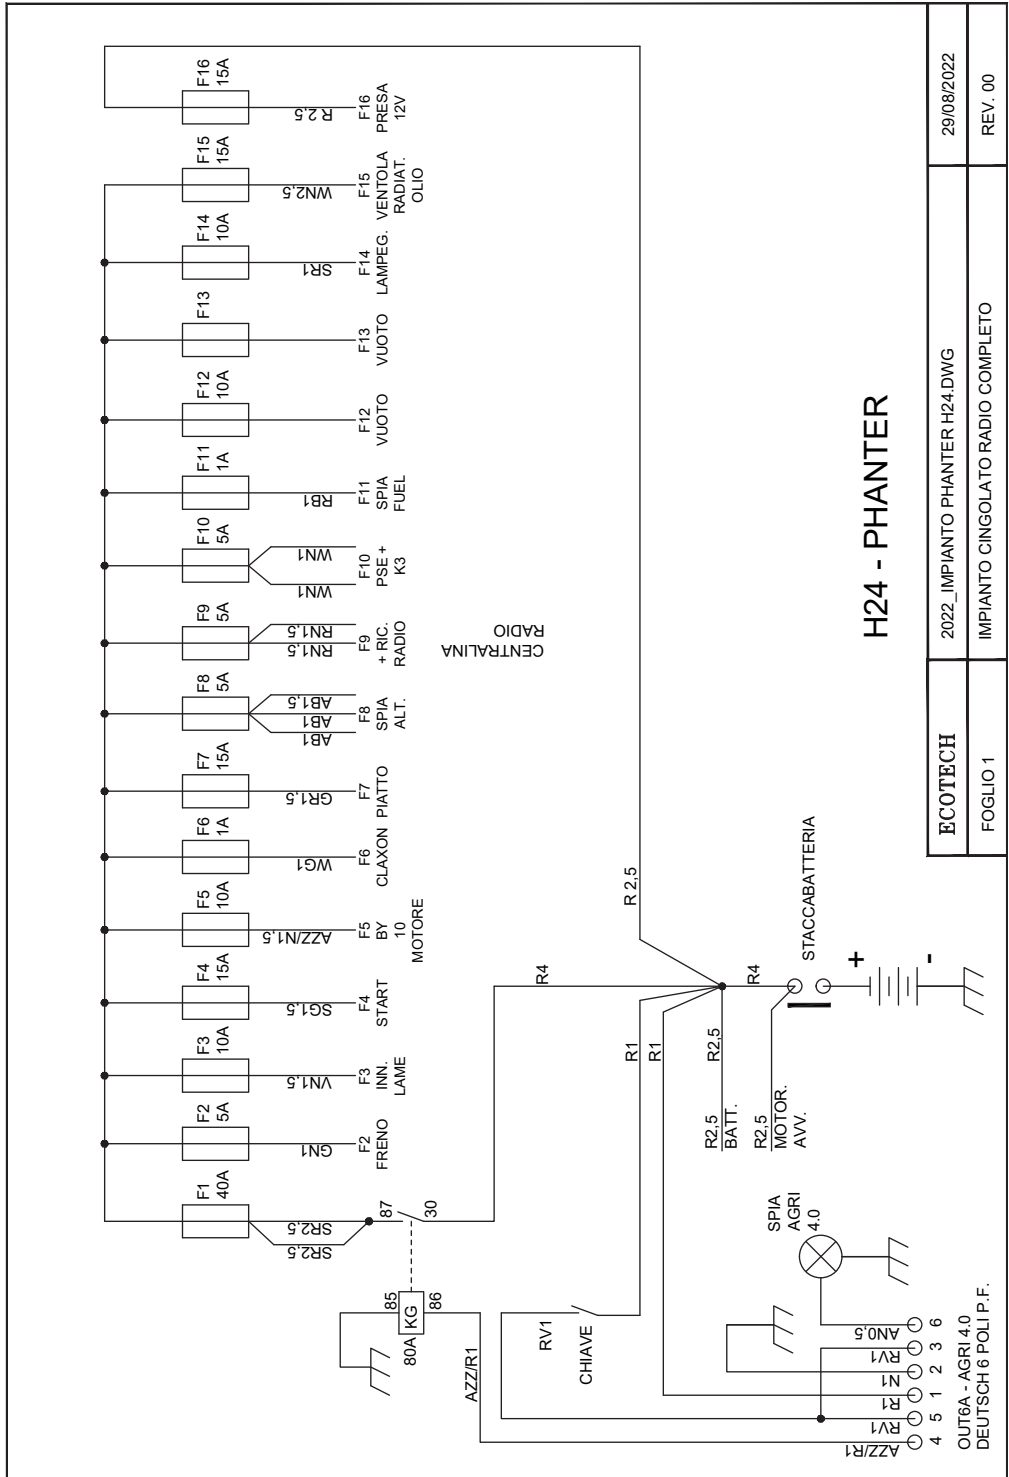 F1
40A
SR2,5
SR2,5
F2
5A
GN1
F2
FRENO
F3
10A
VN1,5
F3
INN.
LAME
F4
15A
SG1,5
F4
START
F5
10A
AZZ/N1,5
F5
BY
10
MOTORE
F6
1A
WG1
F6
CLAXON
F7
15A
GR1,5
F7
PIATTO
F8
5A
AB1
AB1
AB1,5
F8
SPIA
ALT.
F9
5A
RN1,5
RN1,5
F9
+ RIC.
RADIO
CENTRALINA
RADIO
F10
5A
WN1
WN1
F10
PSE +
K3
F11
1A
RB1
F11
SPIA
FUEL
F12
10A
F12
VUOTO
F13
F13
VUOTO
F14
10A
SR1
F14
LAMPEG.
F15
15A
WN2,5
F15
VENTOLA
RADIAT.
OLIO
F16
15A
R 2,5
F16
PRESA
12V
87
30
85
86
KG
80A
AZZ/R1
RV1
CHIAVE
R4
R1
R1
R2,5
R 2,5
R4
R2,5
BATT.
R2,5
MOTOR.
AVV.
STACCABATTERIA
+
-
SPIA
AGRI
4.0
AZZ/R1
RV1
R1
N1
RV1
AN0,5
4
5
1
2
3
6
OUT6A - AGRI 4.0
DEUTSCH 6 POLI P.F.
H24 - PHANTER
ECOTECH
2022_IMPIANTO PHANTER H24.DWG
29/08/2022
FOGLIO 1
IMPIANTO CINGOLATO RADIO COMPLETO
REV. 00